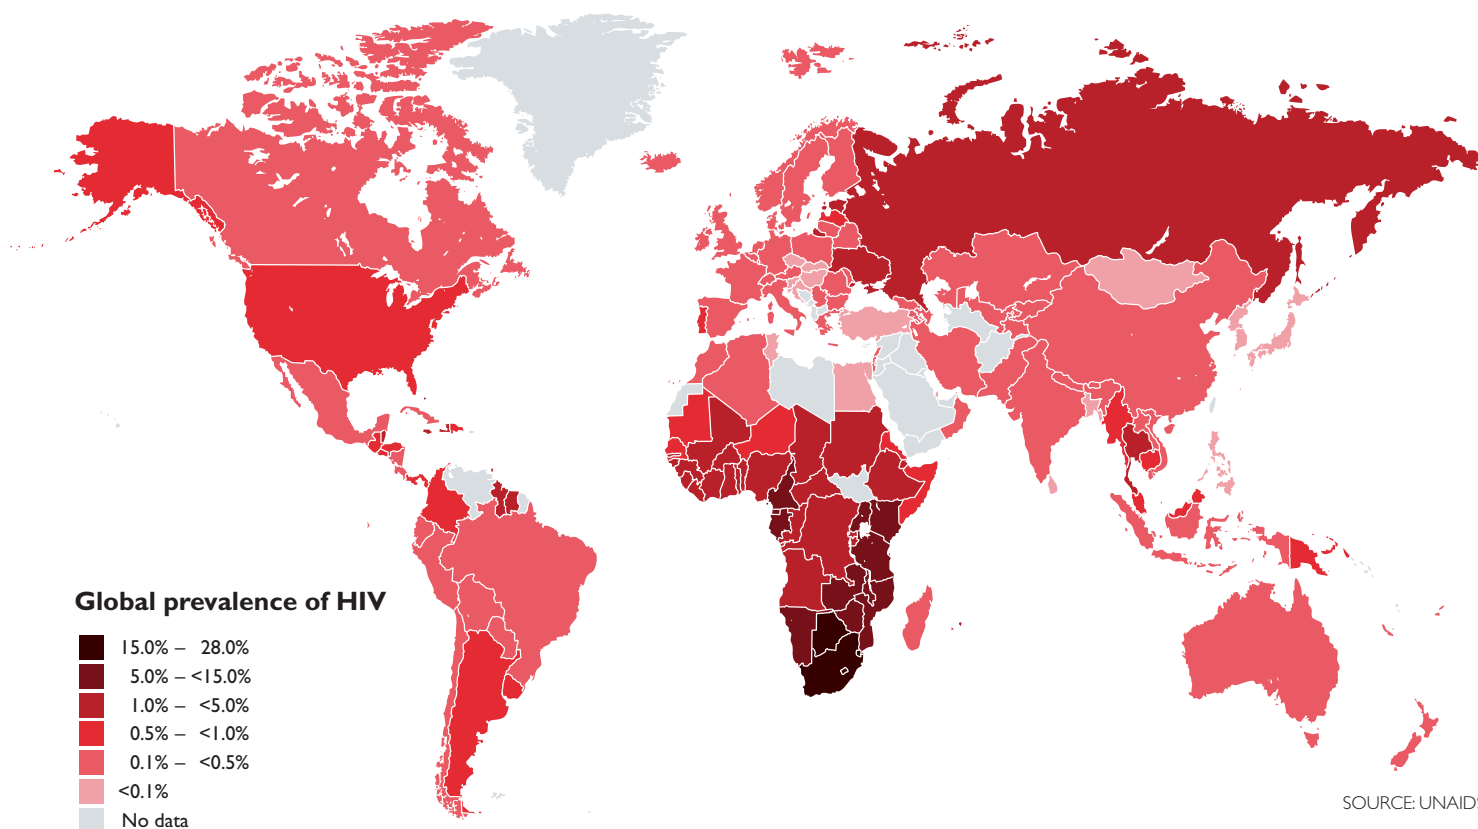 Global prevalence of HIV
15.0% – 28.0%
5.0% – <15.0%
1.0% – <5.0%
0.5% – <1.0%
0.1% – <0.5%
<0.1%
No data
SOURCE: UNAIDS